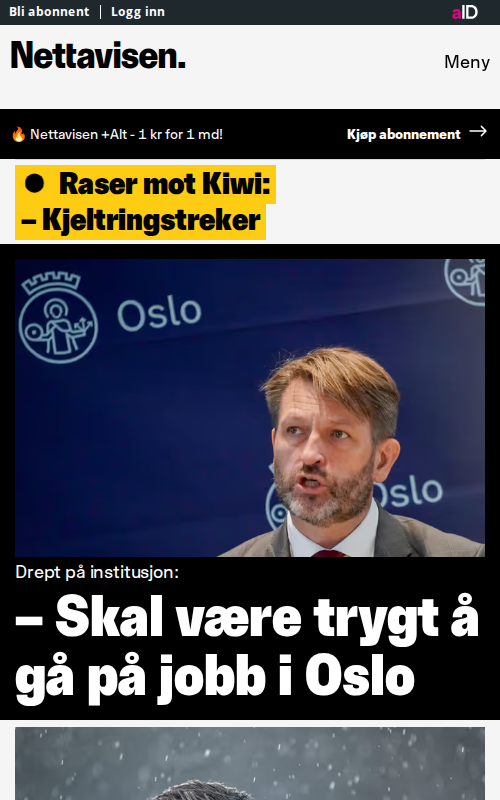 Bli abonnent | Logg inn
aID
Nettavisen.
Meny
🔥 Nettavisen +Alt - 1 kr for 1 md!
Kjøp abonnement →
● Raser mot Kiwi:
– Kjeltringstreker
Oslo
Oslo
Drept på institusjon:
– Skal være trygt å
gå på jobb i Oslo